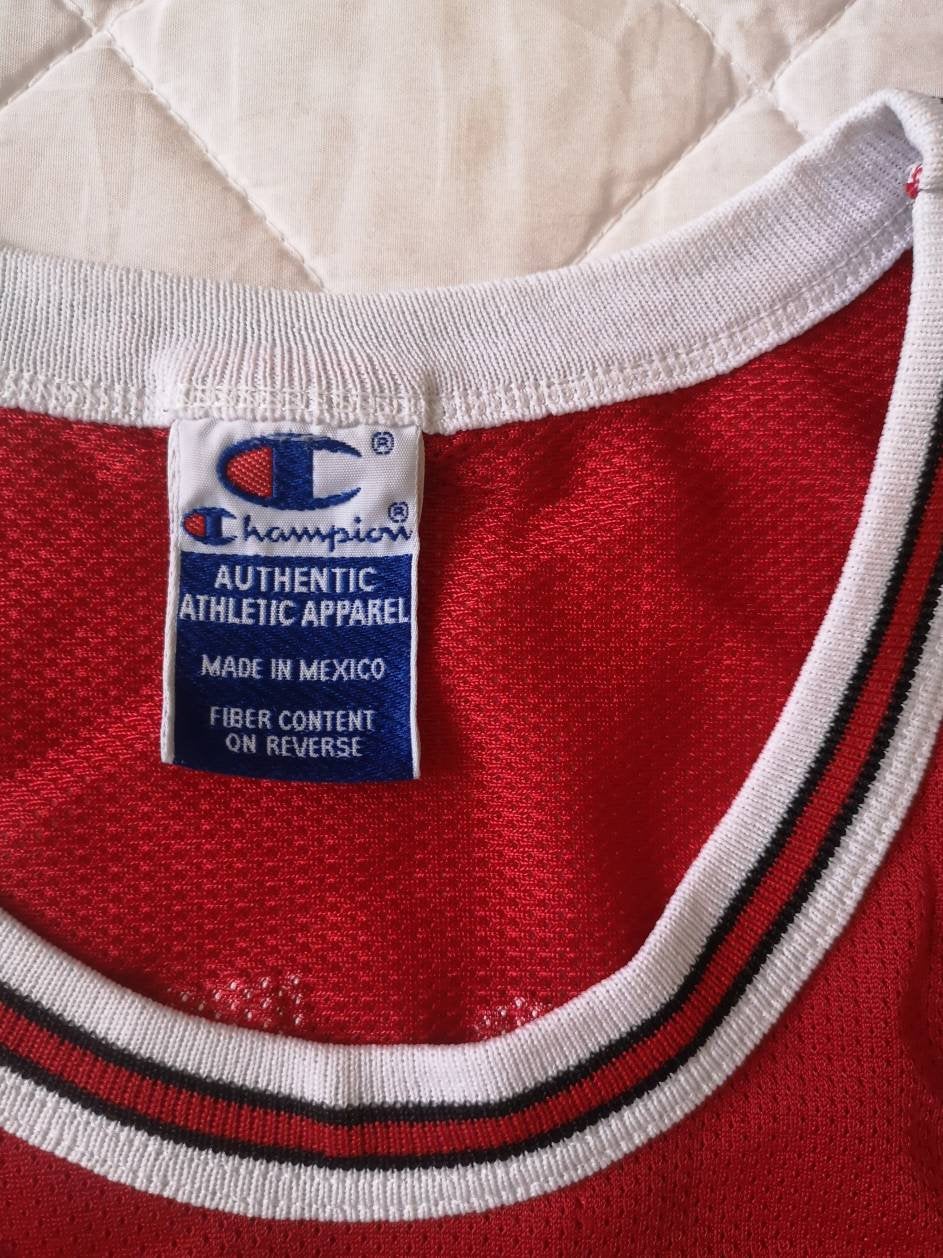 ®
Champion®
AUTHENTIC
ATHLETIC APPAREL
MADE IN MEXICO
FIBER CONTENT
ON REVERSE